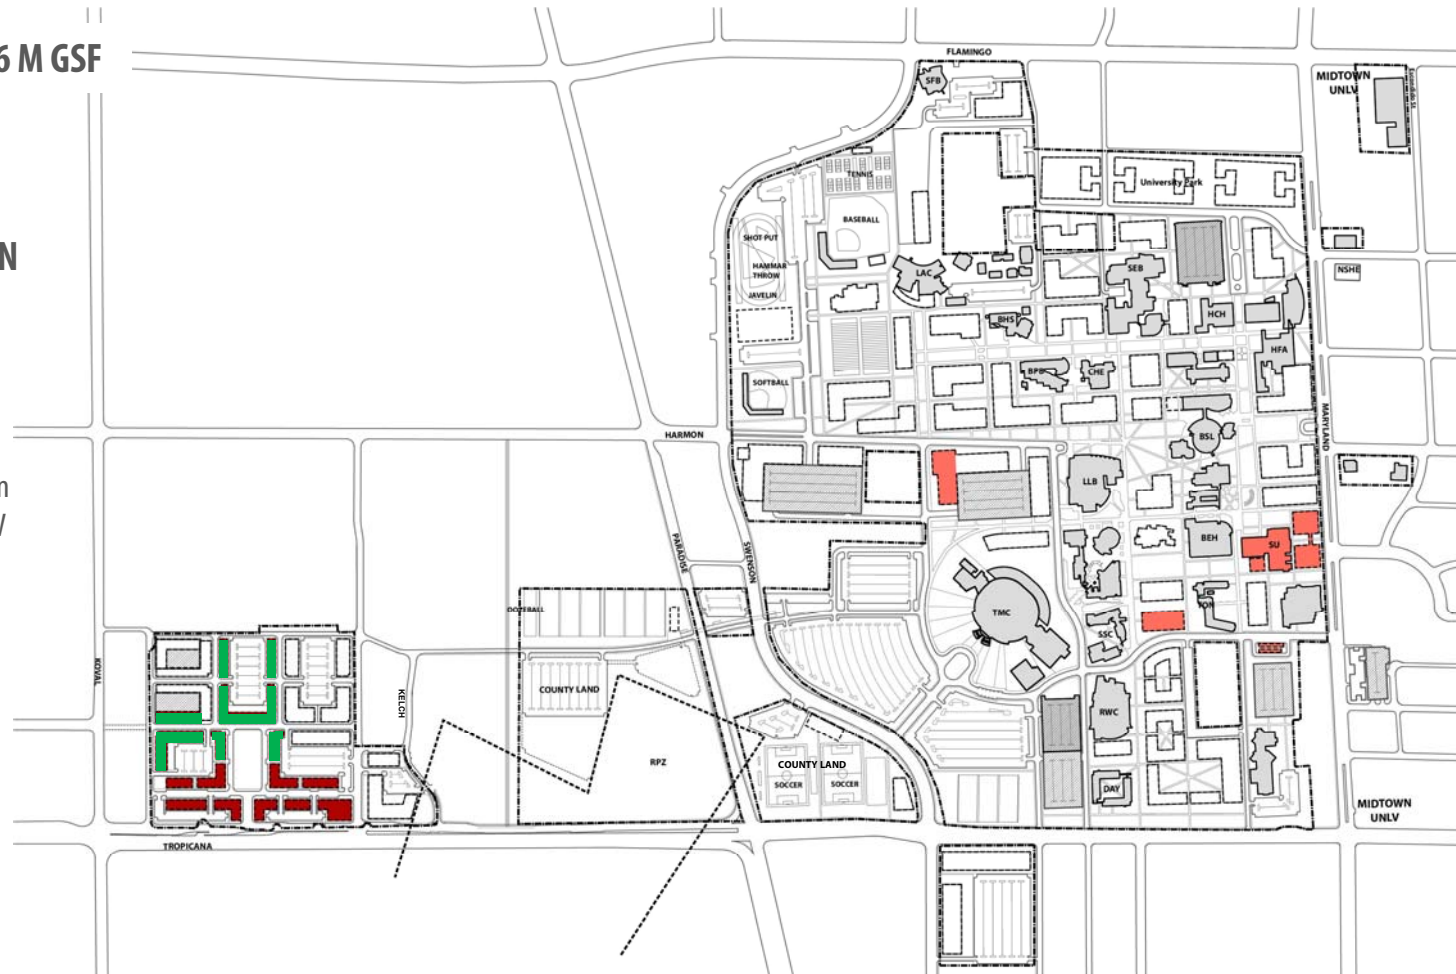 FLAMINGO
6 M GSF
MIDTOWN
UNLV
SFB
TENNIS
University Park
BASEBALL
SHOT PUT
N
HAMMAR
THROW
LAC
SEB
NSHE
JAVELIN
BHS
HCH
HFA
BPB
CHE
SOFTBALL
MARYLAND
HARMON
BSL
LLB
PARADISE
SWENSON
BEH
SU
TMC
SSC
KOVAL
KELCH
COUNTY LAND
RWC
RPZ
COUNTY LAND
SOCCER
SOCCER
DAY
MIDTOWN
UNLV
TROPICANA